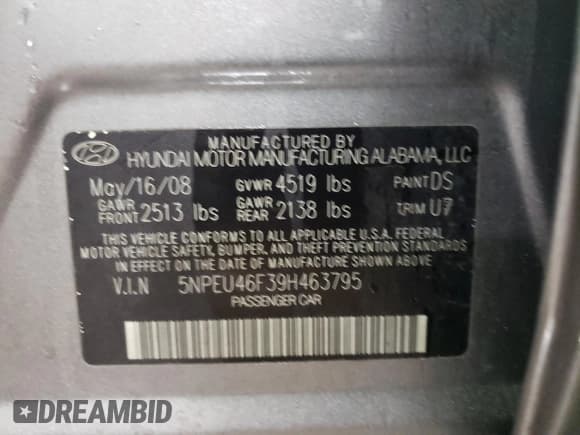 MANUFACTURED BY
HYUNDAI MOTOR MANUFACTURING ALABAMA, LLC
May/16/08 GVWR 4519 lbs PAINT DS
GAWR FRONT 2513 lbs GAWR REAR 2138 lbs TRIM U7
THIS VEHICLE CONFORMS TO ALL APPLICABLE U.S.A. FEDERAL
MOTOR VEHICLE SAFETY, BUMPER, AND THEFT PREVENTION STANDARDS
IN EFFECT ON THE DATE OF MANUFACTURE SHOWN ABOVE
V.I.N 5NPEU46F39H463795
PASSENGER CAR
DREAMBID